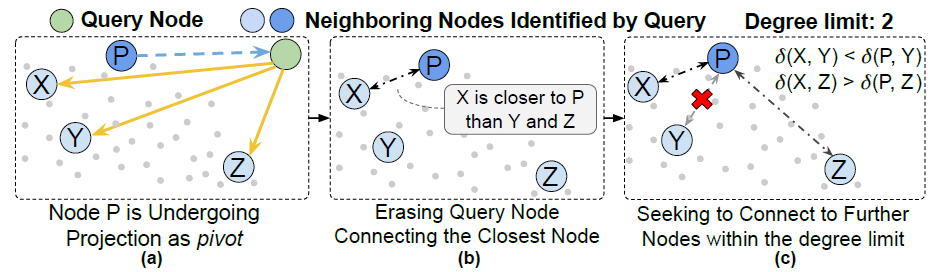 Query Node
Neighboring Nodes Identified by Query
Degree limit: 2
P
X
Y
Z
Node P is Undergoing
Projection as pivot
(a)
P
X
X is closer to P
than Y and Z
Y
Z
Erasing Query Node
Connecting the Closest Node
(b)
P
δ(X, Y) < δ(P, Y)
δ(X, Z) > δ(P, Z)
X
Y
Z
Seeking to Connect to Further
Nodes within the degree limit
(c)